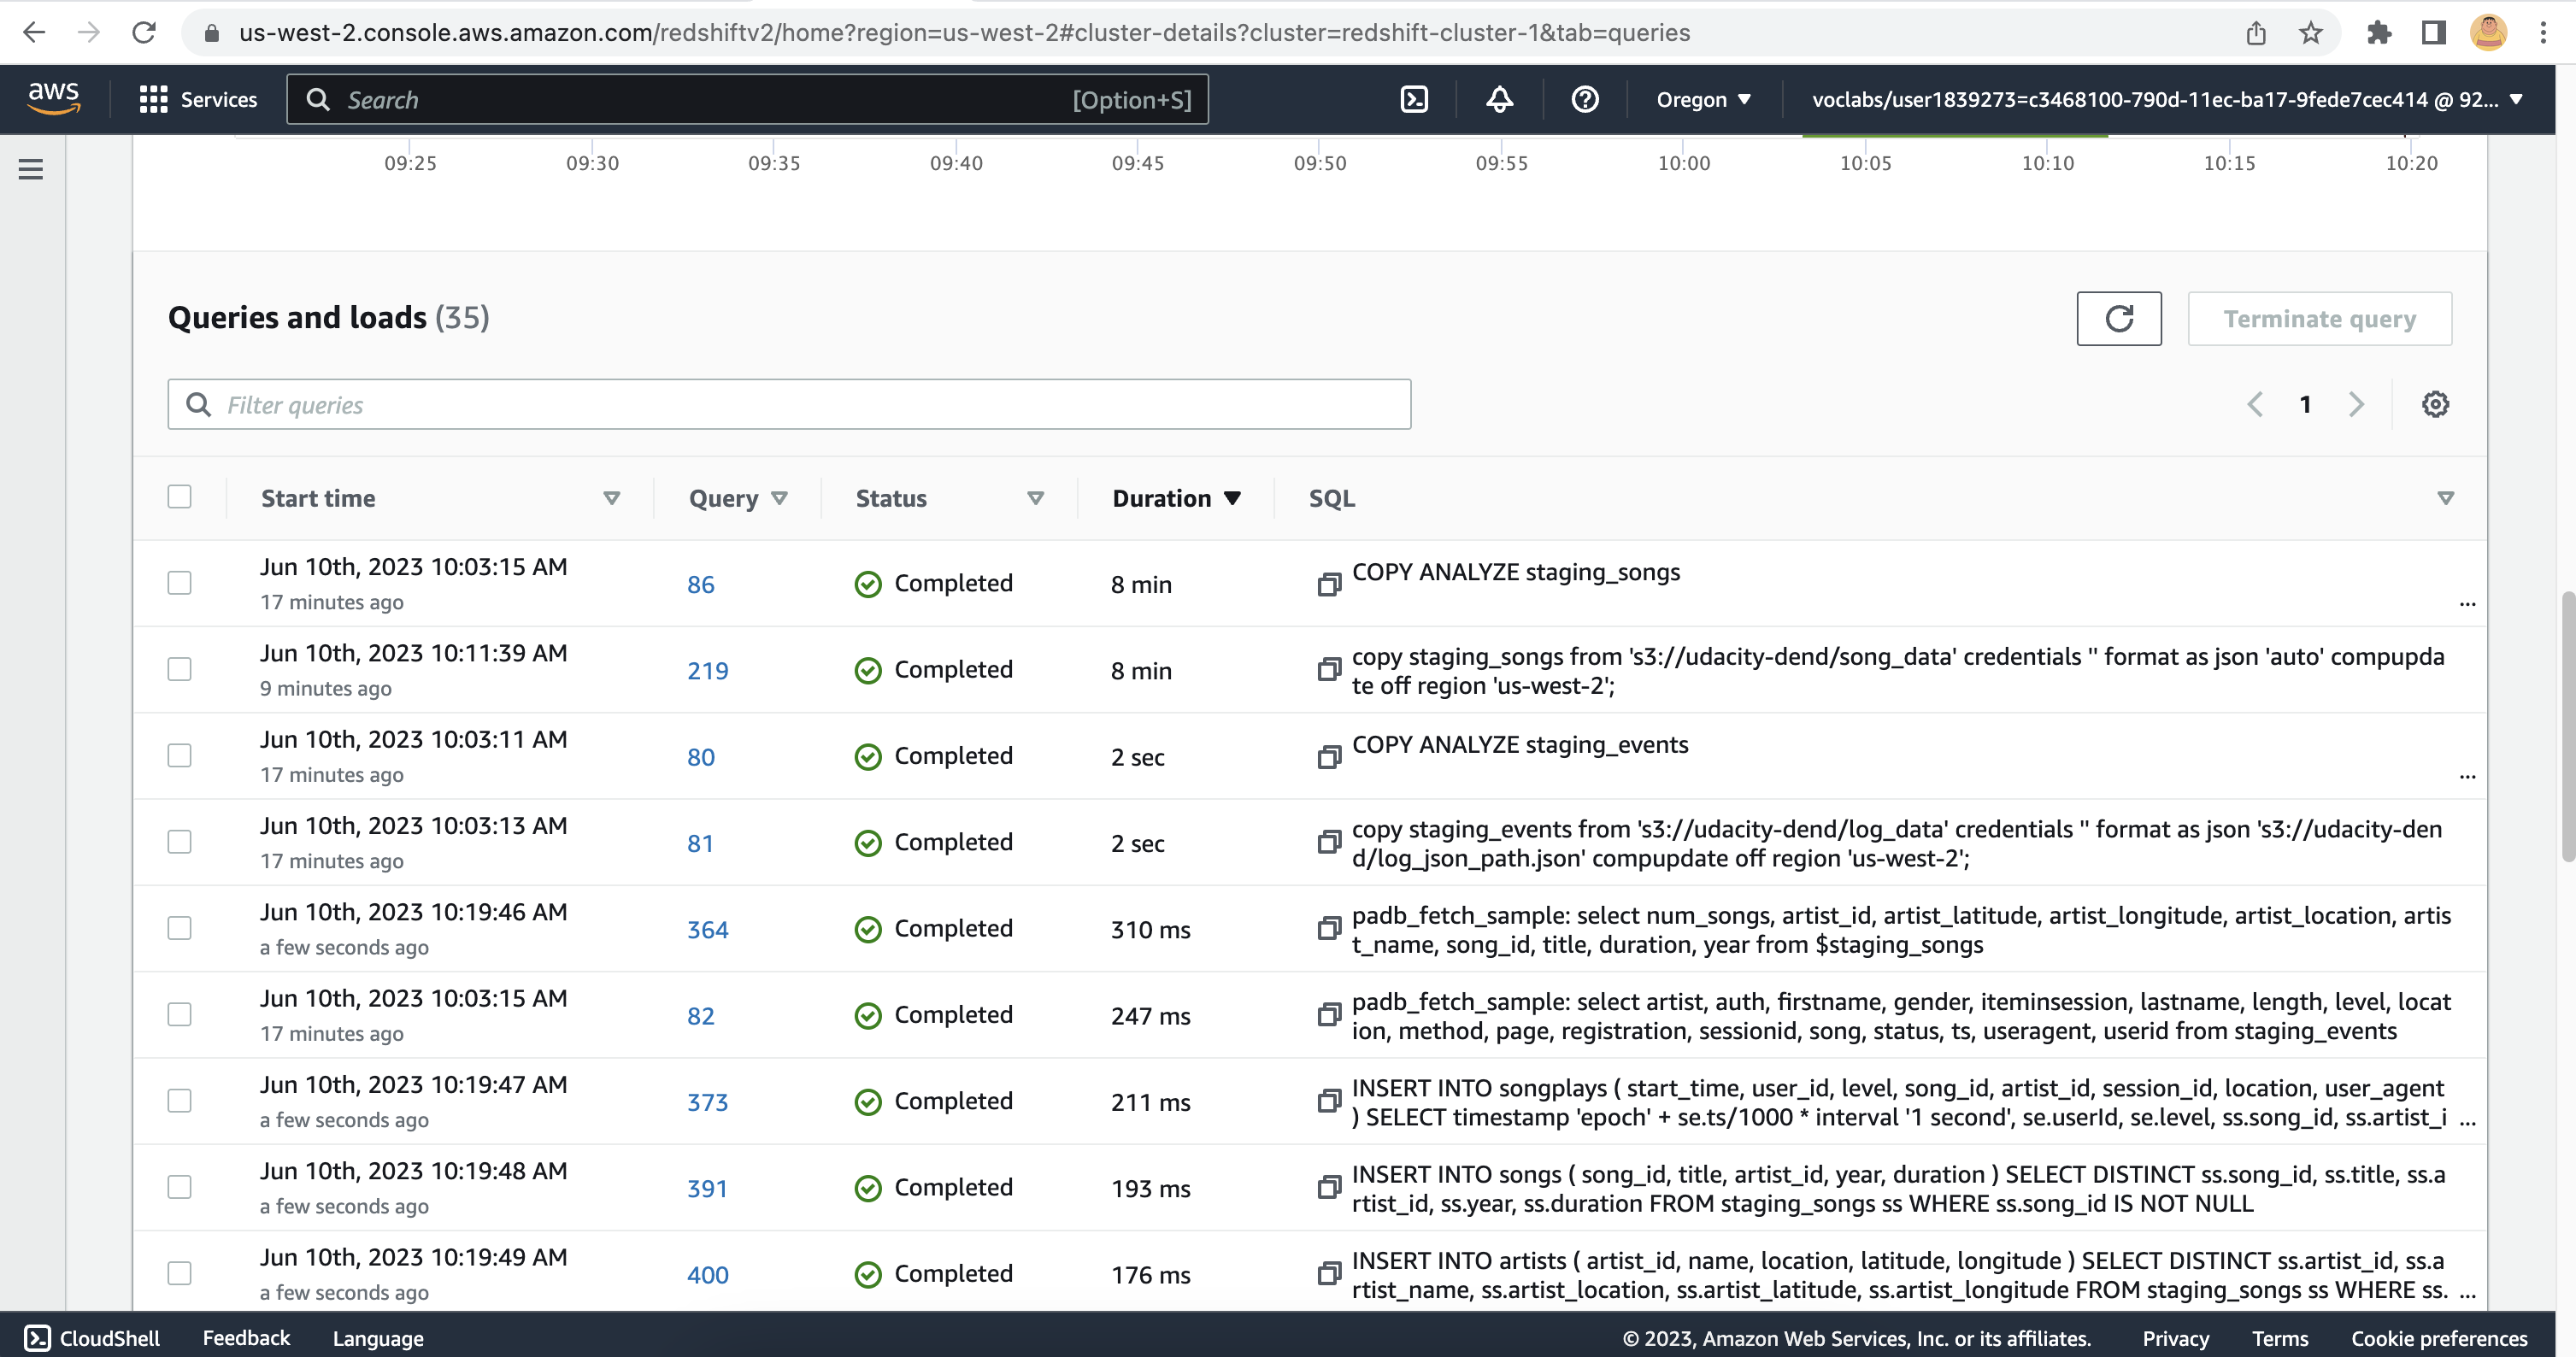 us-west-2.console.aws.amazon.com/redshiftv2/home?region=us-west-2#cluster-details?cluster=redshift-cluster-1&tab=queries
aws
Services
Search
[Option+S]
Oregon
voclabs/user1839273=c3468100-790d-11ec-ba17-9fede7cec414 @ 92...
09:25 09:30 09:35 09:40 09:45 09:50 09:55 10:00 10:05 10:10 10:15 10:20
Queries and loads (35)
Terminate query
Filter queries
1
Start time Query Status Duration SQL
Jun 10th, 2023 10:03:15 AM
17 minutes ago
86
Completed
8 min
COPY ANALYZE staging_songs
...
Jun 10th, 2023 10:11:39 AM
9 minutes ago
219
Completed
8 min
copy staging_songs from 's3://udacity-dend/song_data' credentials '' format as json 'auto' compupda
te off region 'us-west-2';
Jun 10th, 2023 10:03:11 AM
17 minutes ago
80
Completed
2 sec
COPY ANALYZE staging_events
...
Jun 10th, 2023 10:03:13 AM
17 minutes ago
81
Completed
2 sec
copy staging_events from 's3://udacity-dend/log_data' credentials '' format as json 's3://udacity-den
d/log_json_path.json' compupdate off region 'us-west-2';
Jun 10th, 2023 10:19:46 AM
a few seconds ago
364
Completed
310 ms
padb_fetch_sample: select num_songs, artist_id, artist_latitude, artist_longitude, artist_location, artis
t_name, song_id, title, duration, year from $staging_songs
Jun 10th, 2023 10:03:15 AM
17 minutes ago
82
Completed
247 ms
padb_fetch_sample: select artist, auth, firstname, gender, iteminsession, lastname, length, level, locat
ion, method, page, registration, sessionid, song, status, ts, useragent, userid from staging_events
Jun 10th, 2023 10:19:47 AM
a few seconds ago
373
Completed
211 ms
INSERT INTO songplays ( start_time, user_id, level, song_id, artist_id, session_id, location, user_agent
) SELECT timestamp 'epoch' + se.ts/1000 * interval '1 second', se.userId, se.level, ss.song_id, ss.artist_i ...
Jun 10th, 2023 10:19:48 AM
a few seconds ago
391
Completed
193 ms
INSERT INTO songs ( song_id, title, artist_id, year, duration ) SELECT DISTINCT ss.song_id, ss.title, ss.a
rtist_id, ss.year, ss.duration FROM staging_songs ss WHERE ss.song_id IS NOT NULL
Jun 10th, 2023 10:19:49 AM
a few seconds ago
400
Completed
176 ms
INSERT INTO artists ( artist_id, name, location, latitude, longitude ) SELECT DISTINCT ss.artist_id, ss.a
rtist_name, ss.artist_location, ss.artist_latitude, ss.artist_longitude FROM staging_songs ss WHERE ss. ...
CloudShell Feedback Language © 2023, Amazon Web Services, Inc. or its affiliates. Privacy Terms Cookie preferences